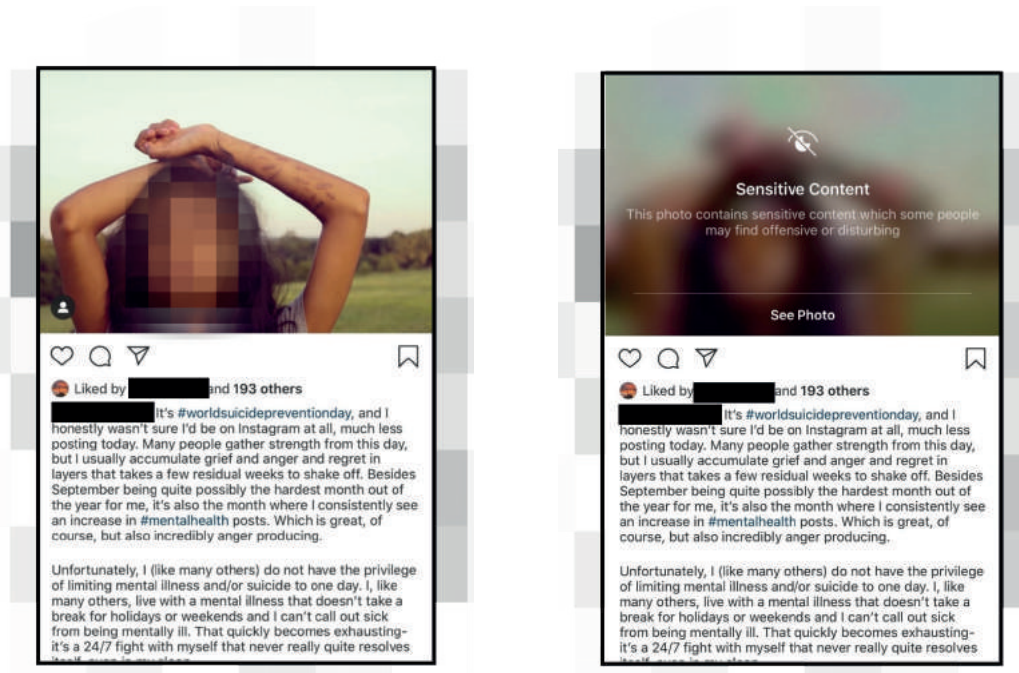 Liked by and 193 others
It's #worldsuicidepreventionday, and I
honestly wasn't sure I'd be on Instagram at all, much less
posting today. Many people gather strength from this day,
but I usually accumulate grief and anger and regret in
layers that takes a few residual weeks to shake off. Besides
September being quite possibly the hardest month out of
the year for me, it's also the month where I consistently see
an increase in #mentalhealth posts. Which is great, of
course, but also incredibly anger producing.
Unfortunately, I (like many others) do not have the privilege
of limiting mental illness and/or suicide to one day. I, like
many others, live with a mental illness that doesn't take a
break for holidays or weekends and I can't call out sick
from being mentally ill. That quickly becomes exhausting-
it's a 24/7 fight with myself that never really quite resolves
Sensitive Content
This photo contains sensitive content which some people
may find offensive or disturbing
See Photo
Liked by and 193 others
It's #worldsuicidepreventionday, and I
honestly wasn't sure I'd be on Instagram at all, much less
posting today. Many people gather strength from this day,
but I usually accumulate grief and anger and regret in
layers that takes a few residual weeks to shake off. Besides
September being quite possibly the hardest month out of
the year for me, it's also the month where I consistently see
an increase in #mentalhealth posts. Which is great, of
course, but also incredibly anger producing.
Unfortunately, I (like many others) do not have the privilege
of limiting mental illness and/or suicide to one day. I, like
many others, live with a mental illness that doesn't take a
break for holidays or weekends and I can't call out sick
from being mentally ill. That quickly becomes exhausting-
it's a 24/7 fight with myself that never really quite resolves